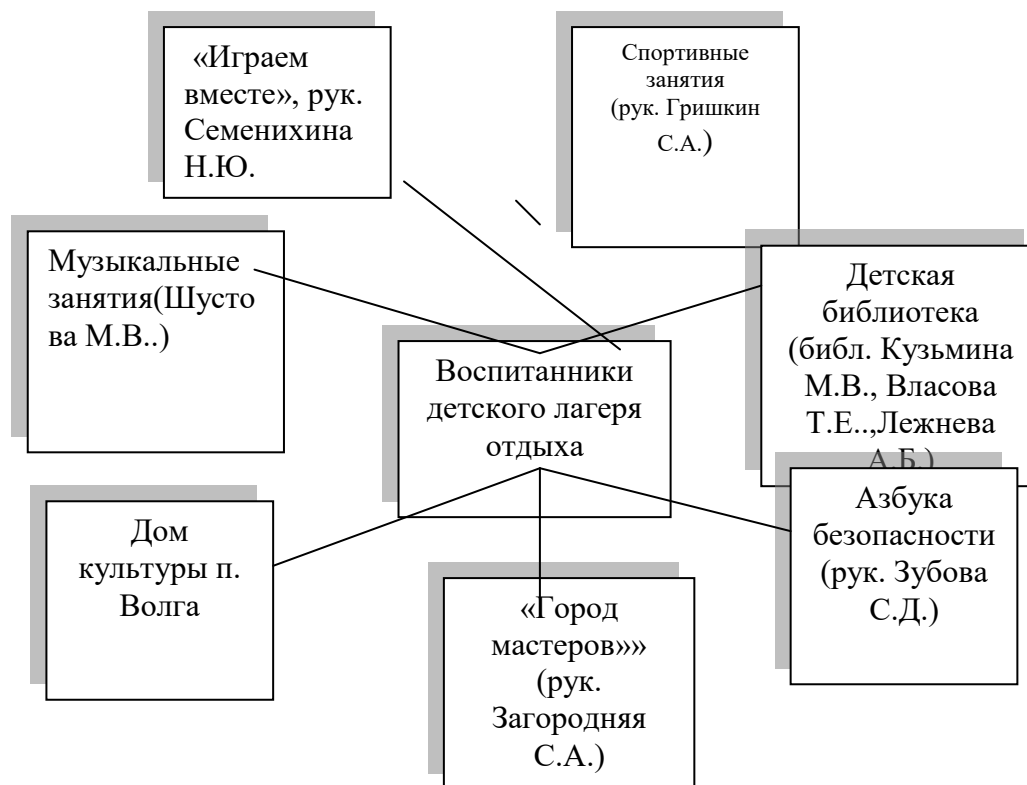 «Играем
вместе», рук.
Семенихина
Н.Ю.
Спортивные
занятия
(рук. Гришкин
С.А.)
Музыкальные
занятия(Шусто
ва М.В..)
Детская
библиотека
(библ. Кузьмина
М.В., Власова
Т.Е..,Лежнева
А.Б.)
Воспитанники
детского лагеря
отдыха
Дом
культуры п.
Волга
«Город
мастеров»»
(рук.
Загородняя
С.А.)
Азбука
безопасности
(рук. Зубова
С.Д.)